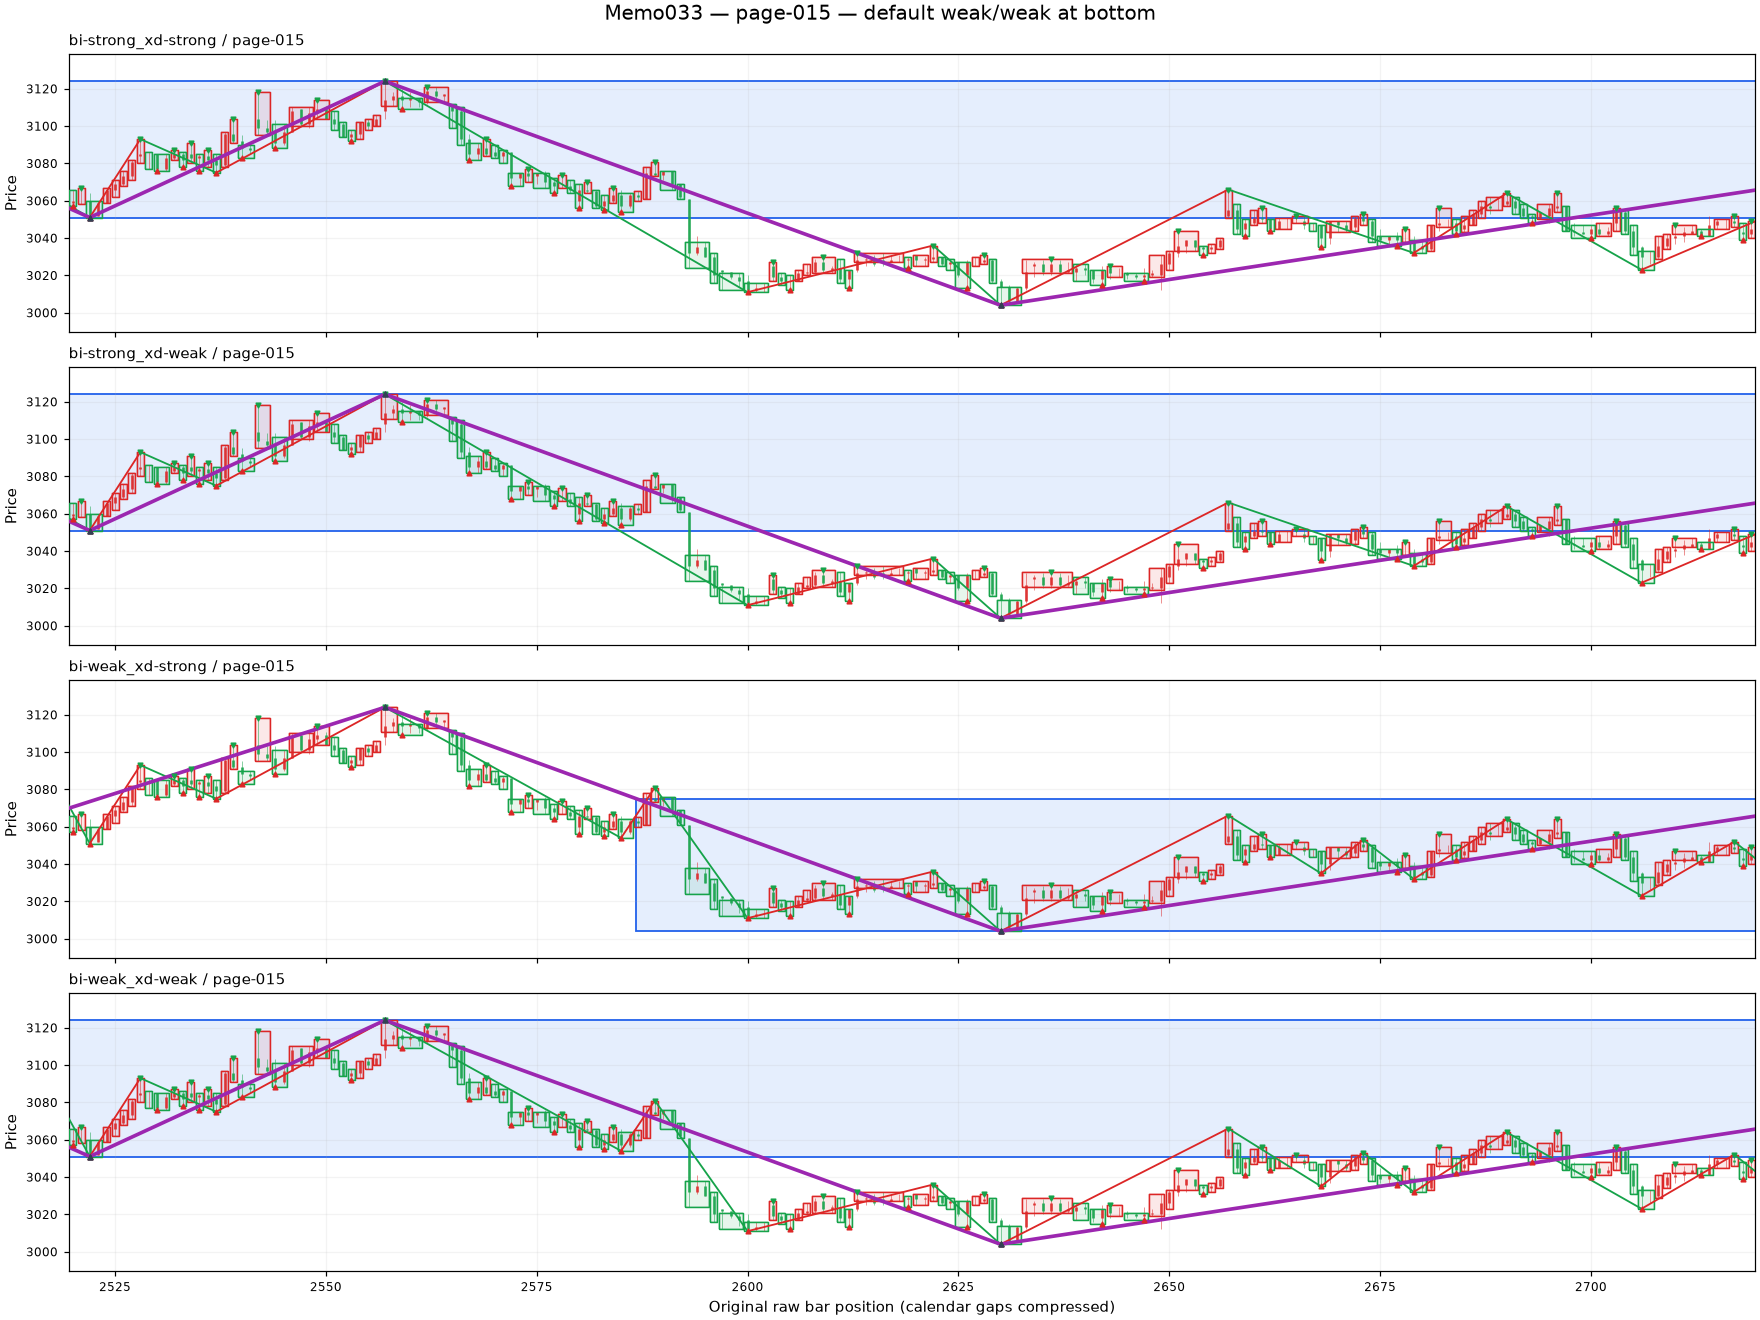 Memo033 — page-015 — default weak/weak at bottom
bi-strong_xd-strong / page-015
3120
3100
3080
3060
3040
3020
3000
Price
bi-strong_xd-weak / page-015
3120
3100
3080
3060
3040
3020
3000
Price
bi-weak_xd-strong / page-015
3120
3100
3080
3060
3040
3020
3000
Price
bi-weak_xd-weak / page-015
3120
3100
3080
3060
3040
3020
3000
Price
2525 2550 2575 2600 2625 2650 2675 2700
Original raw bar position (calendar gaps compressed)